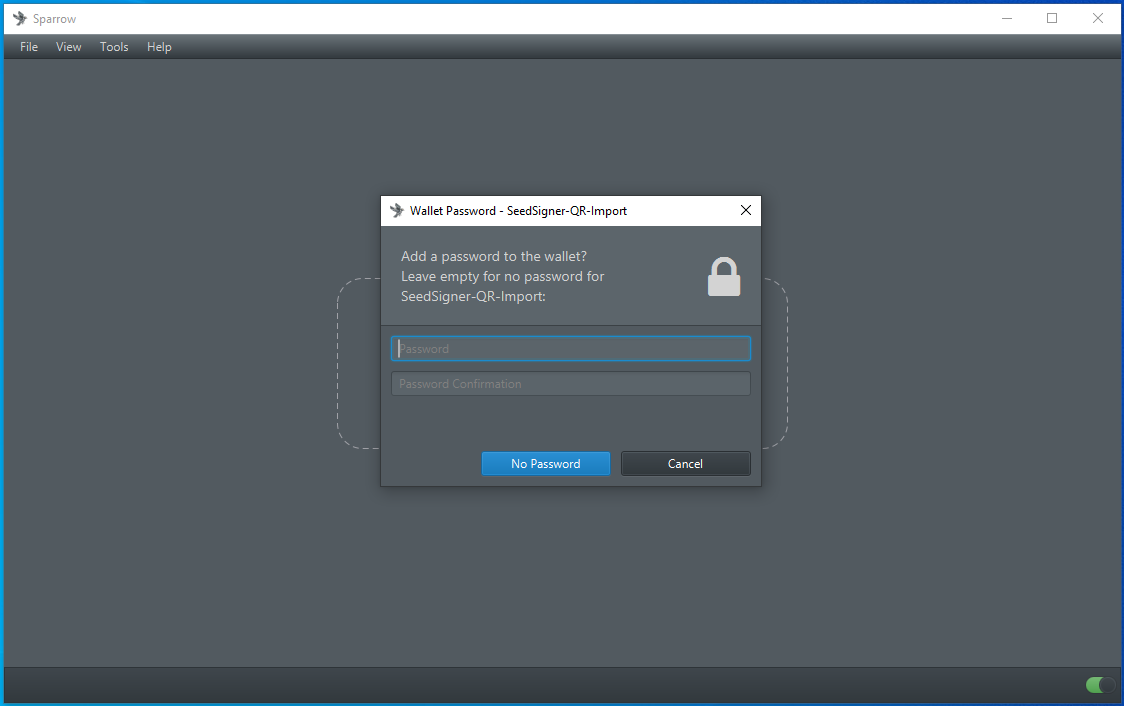 Sparrow
File View Tools Help
Wallet Password - SeedSigner-QR-Import
Add a password to the wallet?
Leave empty for no password for
SeedSigner-QR-Import:
Password
Password Confirmation
No Password Cancel